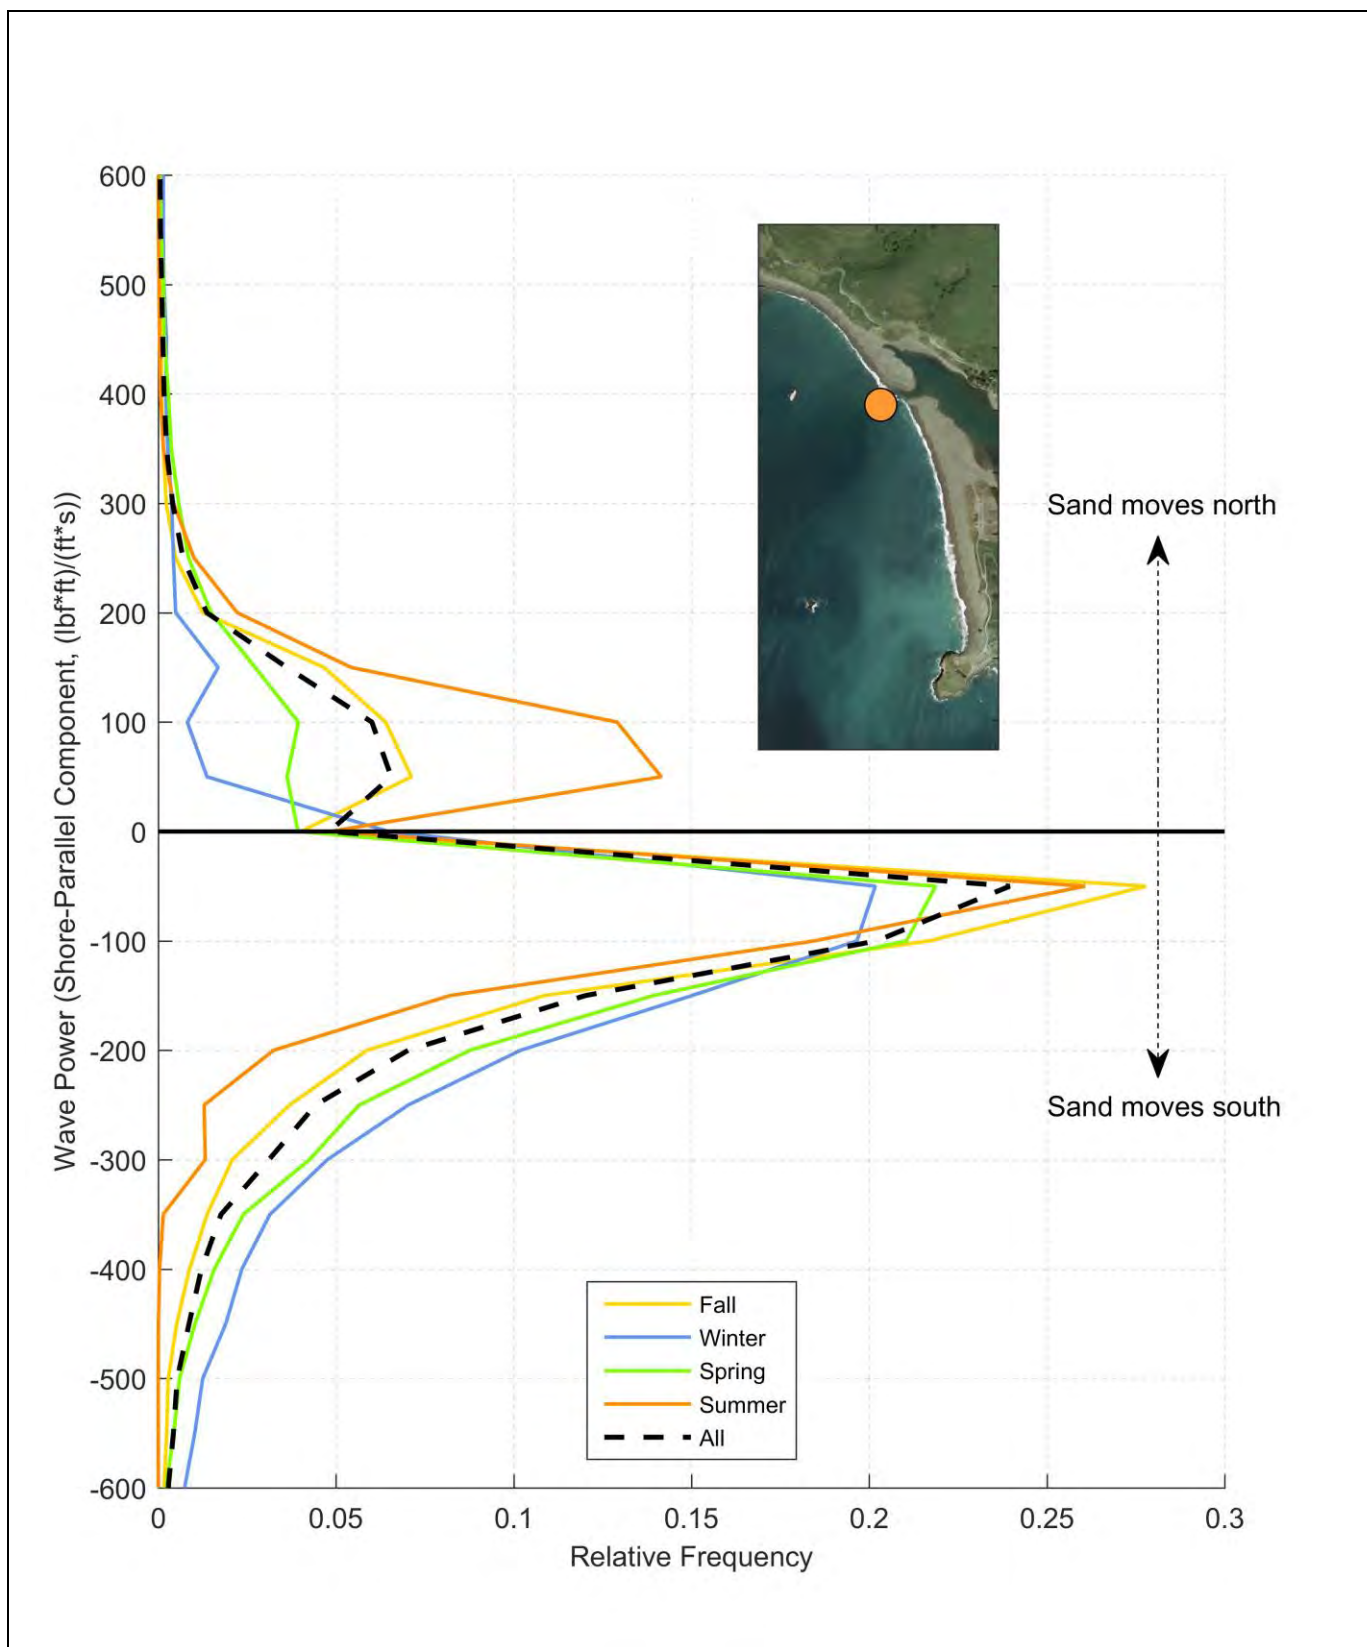 600
500
400
300
200
100
0
-100
-200
-300
-400
-500
-600
Wave Power (Shore-Parallel Component, (lbf*ft)/(ft*s))
Sand moves north
Sand moves south
Fall
Winter
Spring
Summer
All
0 0.05 0.1 0.15 0.2 0.25 0.3
Relative Frequency